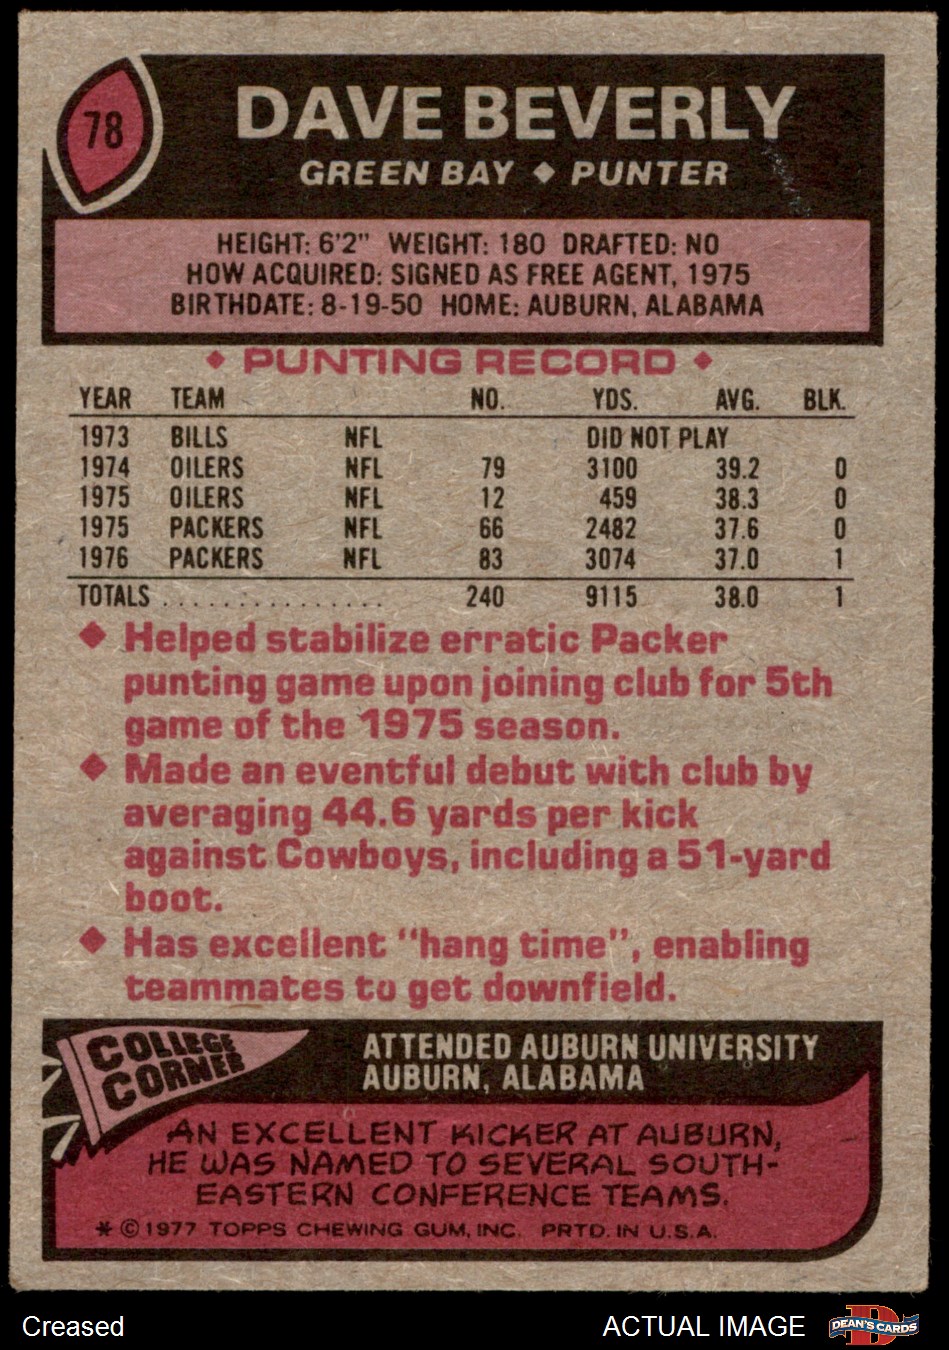 78
DAVE BEVERLY
GREEN BAY ◆ PUNTER
HEIGHT: 6'2" WEIGHT: 180 DRAFTED: NO
HOW ACQUIRED: SIGNED AS FREE AGENT, 1975
BIRTHDATE: 8-19-50 HOME: AUBURN, ALABAMA
◆ PUNTING RECORD ◆
YEAR TEAM NO. YDS. AVG. BLK.
1973 BILLS NFL DID NOT PLAY
1974 OILERS NFL 79 3100 39.2 0
1975 OILERS NFL 12 459 38.3 0
1975 PACKERS NFL 66 2482 37.6 0
1976 PACKERS NFL 83 3074 37.0 1
TOTALS ................ 240 9115 38.0 1
◆ Helped stabilize erratic Packer
punting game upon joining club for 5th
game of the 1975 season.
◆ Made an eventful debut with club by
averaging 44.6 yards per kick
against Cowboys, including a 51-yard
boot.
◆ Has excellent "hang time", enabling
teammates to get downfield.
COLLEGE
CORNER
ATTENDED AUBURN UNIVERSITY
AUBURN, ALABAMA
AN EXCELLENT KICKER AT AUBURN,
HE WAS NAMED TO SEVERAL SOUTH-
EASTERN CONFERENCE TEAMS.
* © 1977 TOPPS CHEWING GUM, INC. PRTD. IN U.S.A.
Creased
ACTUAL IMAGE
D
DEAN'S CARDS